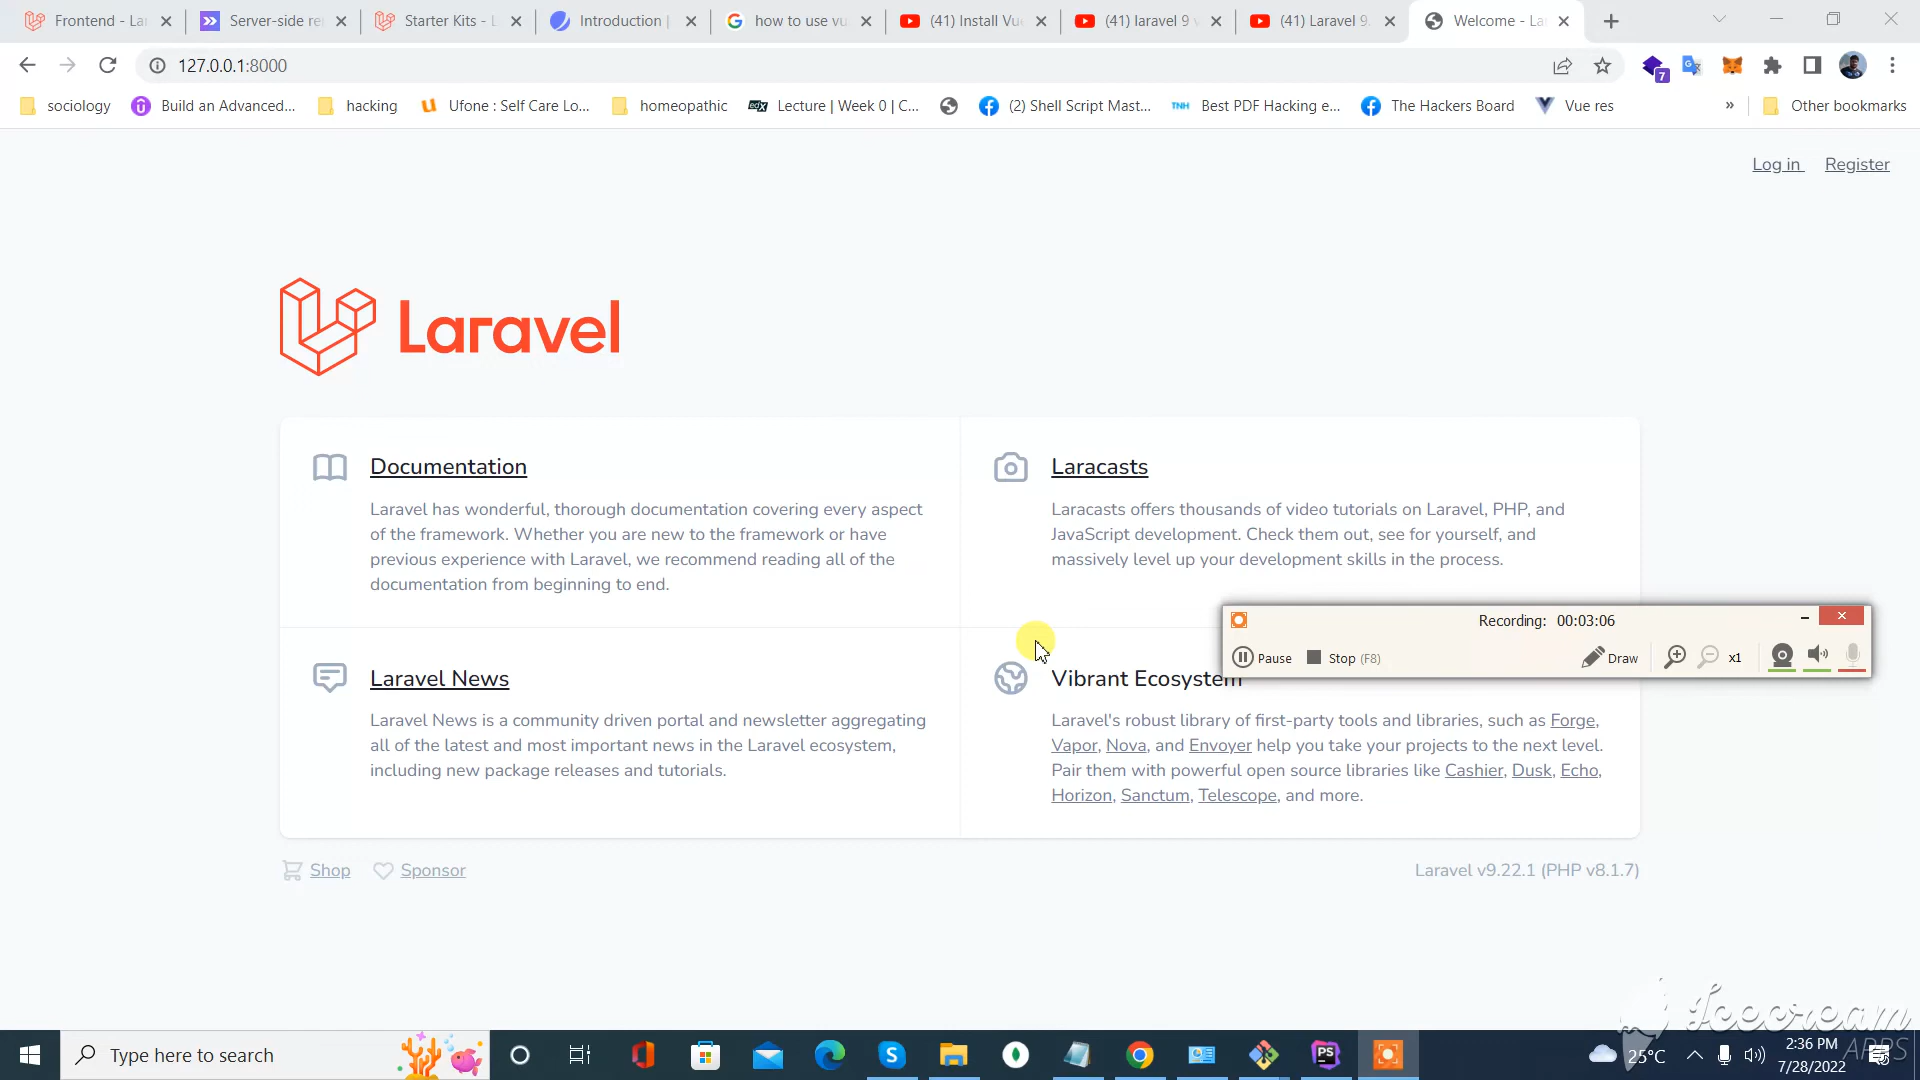 Frontend - La
Server-side re
Starter Kits - L
Introduction |
how to use vu
(41) Install Vue
(41) laravel 9 v
(41) Laravel 9
Welcome - La
127.0.0.1:8000
7
sociology
Build an Advanced...
hacking
Ufone : Self Care Lo...
homeopathic
edX
Lecture | Week 0 | C...
(2) Shell Script Mast...
TNH
Best PDF Hacking e...
The Hackers Board
Vue res
»
Other bookmarks
Log in
Register
Laravel
Documentation
Laravel has wonderful, thorough documentation covering every aspect
of the framework. Whether you are new to the framework or have
previous experience with Laravel, we recommend reading all of the
documentation from beginning to end.
Laracasts
Laracasts offers thousands of video tutorials on Laravel, PHP, and
JavaScript development. Check them out, see for yourself, and
massively level up your development skills in the process.
Recording: 00:03:06
Pause
Stop (F8)
Draw
x1
Laravel News
Laravel News is a community driven portal and newsletter aggregating
all of the latest and most important news in the Laravel ecosystem,
including new package releases and tutorials.
Vibrant Ecosystem
Laravel's robust library of first-party tools and libraries, such as Forge,
Vapor, Nova, and Envoyer help you take your projects to the next level.
Pair them with powerful open source libraries like Cashier, Dusk, Echo,
Horizon, Sanctum, Telescope, and more.
Shop
Sponsor
Laravel v9.22.1 (PHP v8.1.7)
Icecream
APPS
Type here to search
PS
25°C
2:36 PM
7/28/2022